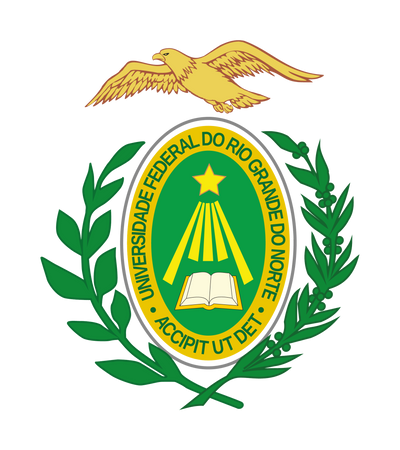 UNIVERSIDADE FEDERAL DO RIO GRANDE DO NORTE
• ACCIPIT UT DET •